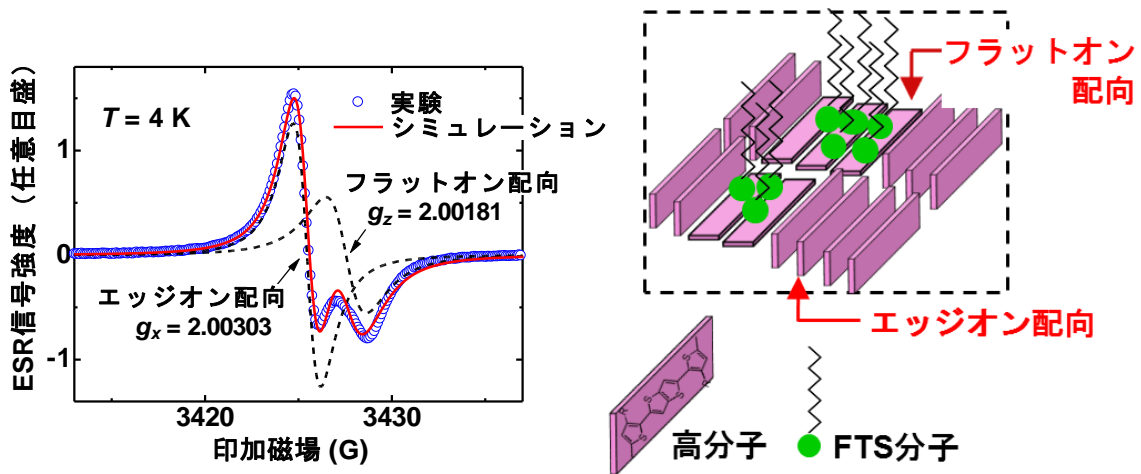 ESR信号強度（任意目盛）
1
0
-1
T = 4 K
実験
シミュレーション
フラットオン配向
gz = 2.00181
エッジオン配向
gx = 2.00303
3420
3430
印加磁場 (G)
フラットオン
配向
エッジオン配向
S
S
S
S
R
R
高分子
FTS分子